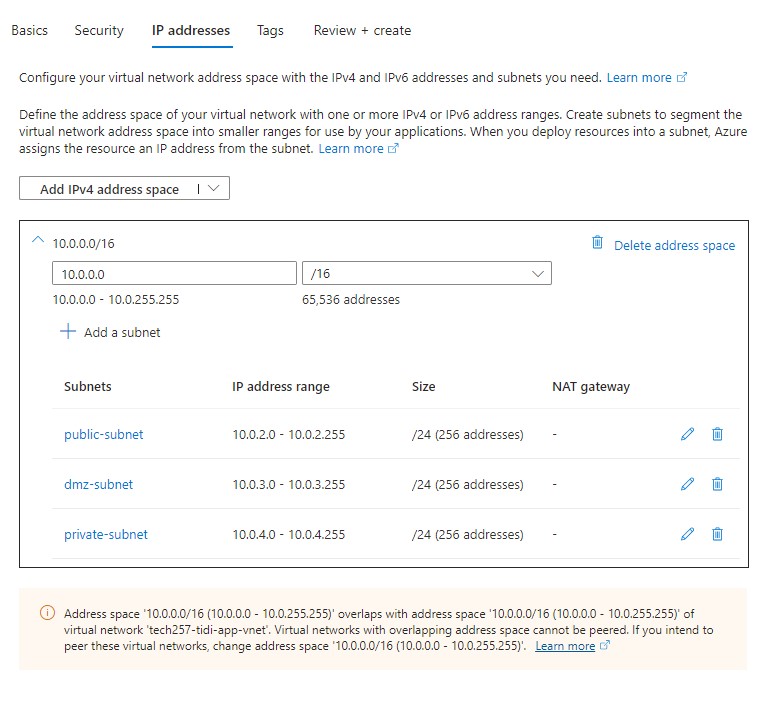 Basics Security IP addresses Tags Review + create
Configure your virtual network address space with the IPv4 and IPv6 addresses and subnets you need. Learn more
Define the address space of your virtual network with one or more IPv4 or IPv6 address ranges. Create subnets to segment the
virtual network address space into smaller ranges for use by your applications. When you deploy resources into a subnet, Azure
assigns the resource an IP address from the subnet. Learn more
Add IPv4 address space |
10.0.0.0/16 Delete address space
10.0.0.0 /16
10.0.0.0 - 10.0.255.255 65,536 addresses
Add a subnet
Subnets IP address range Size NAT gateway
public-subnet 10.0.2.0 - 10.0.2.255 /24 (256 addresses) -
dmz-subnet 10.0.3.0 - 10.0.3.255 /24 (256 addresses) -
private-subnet 10.0.4.0 - 10.0.4.255 /24 (256 addresses) -
Address space '10.0.0.0/16 (10.0.0.0 - 10.0.255.255)' overlaps with address space '10.0.0.0/16 (10.0.0.0 - 10.0.255.255)' of
virtual network 'tech257-tidi-app-vnet'. Virtual networks with overlapping address space cannot be peered. If you intend to
peer these virtual networks, change address space '10.0.0.0/16 (10.0.0.0 - 10.0.255.255)'. Learn more